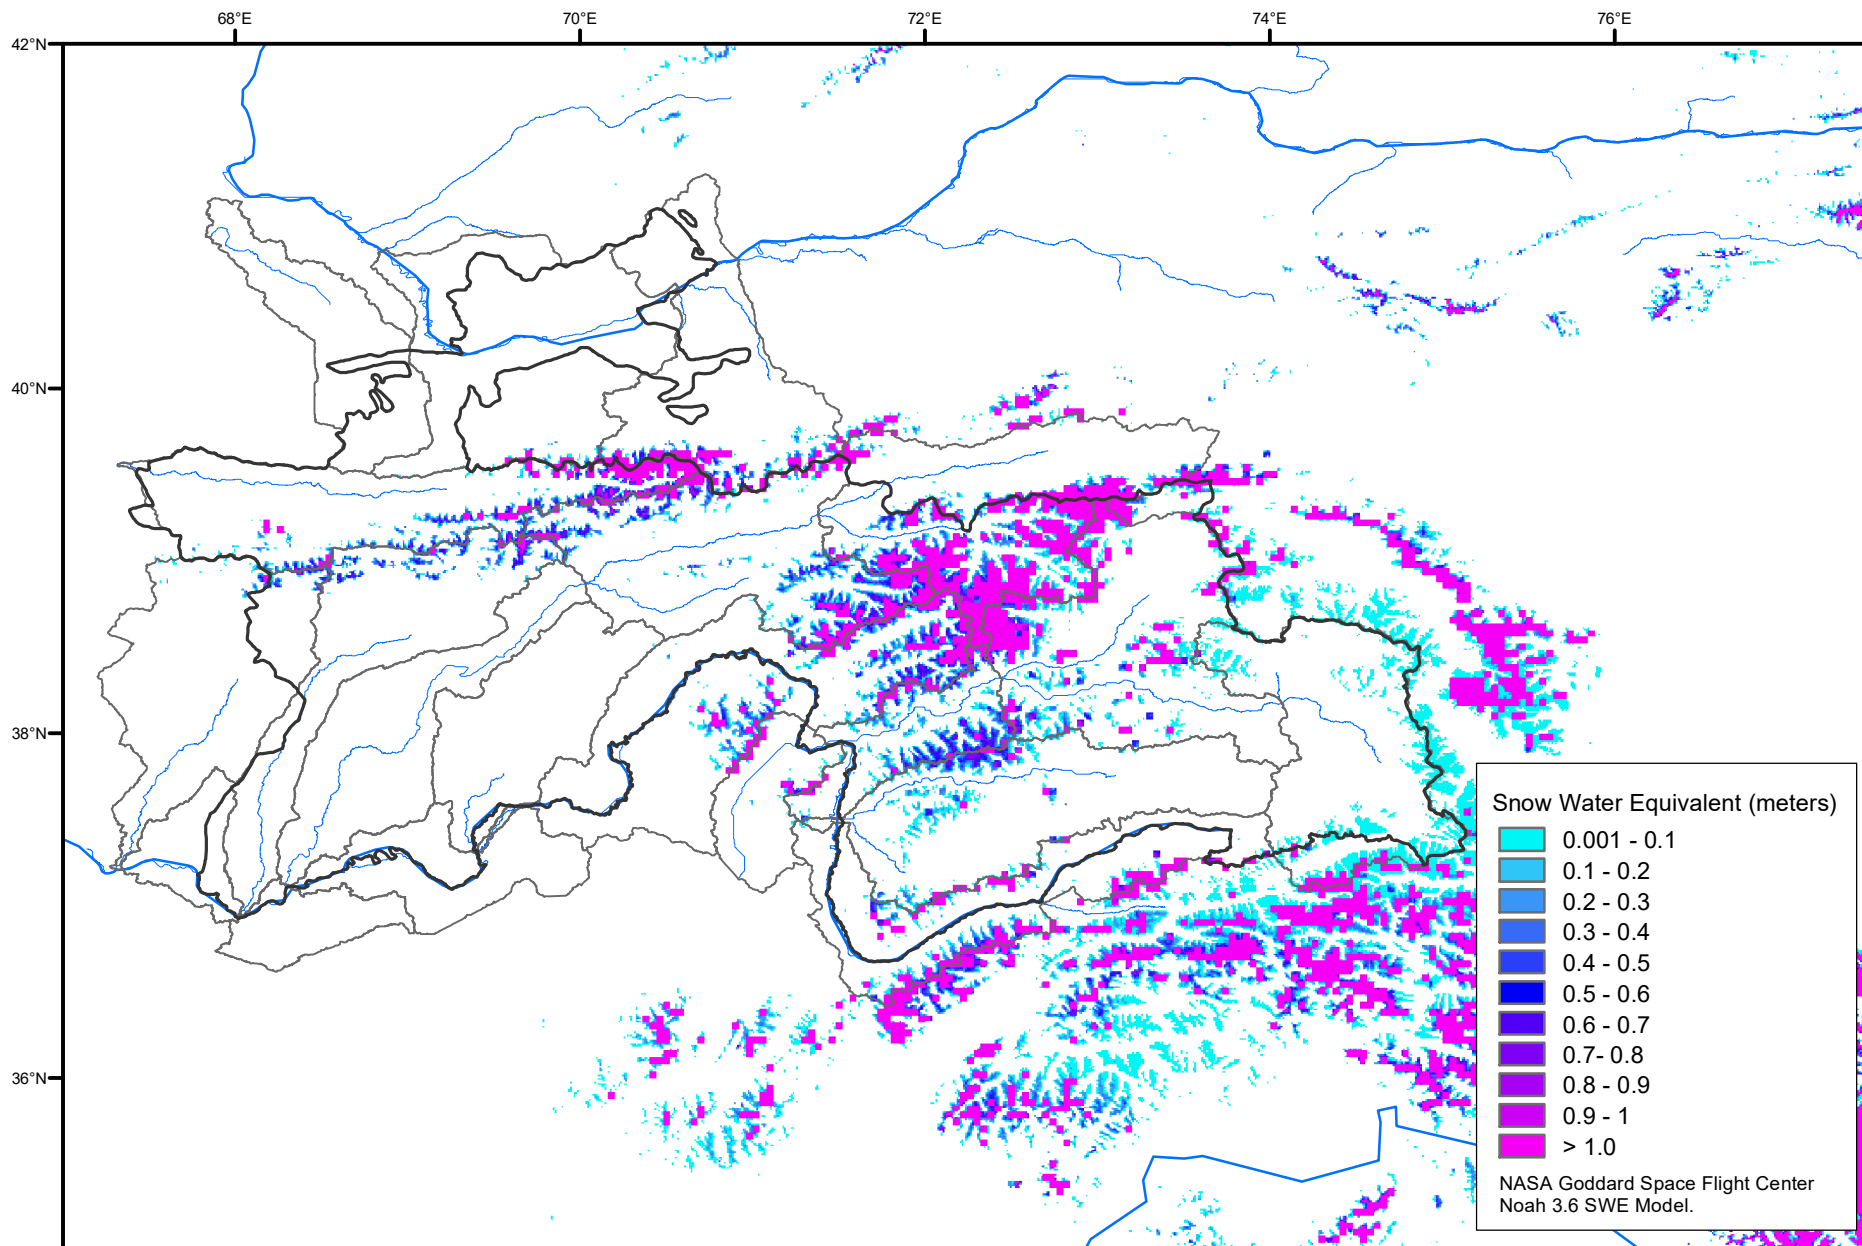 68°E
70°E
72°E
74°E
76°E
42°N
40°N
38°N
36°N
Snow Water Equivalent (meters)
0.001 - 0.1
0.1 - 0.2
0.2 - 0.3
0.3 - 0.4
0.4 - 0.5
0.5 - 0.6
0.6 - 0.7
0.7- 0.8
0.8 - 0.9
0.9 - 1
> 1.0
NASA Goddard Space Flight Center
Noah 3.6 SWE Model.